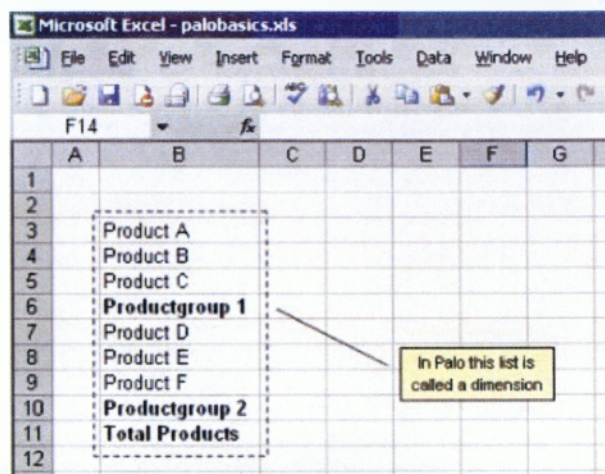 Microsoft Excel - palobasics.xls
File Edit View Insert Format Tools Data Window Help
F14 fx
A B C D E F G
1
2
3 Product A
4 Product B
5 Product C
6 Productgroup 1
7 Product D
8 Product E
9 Product F
10 Productgroup 2
11 Total Products
12
In Palo this list is
called a dimension